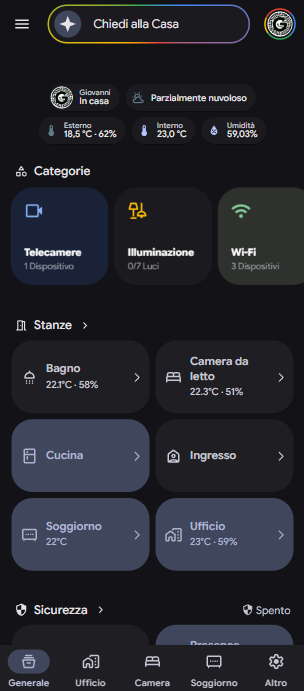 Chiedi alla Casa
Giovanni
In casa
Parzialmente nuvoloso
Esterno
18,5 °C · 62%
Interno
23,0 °C
Umidità
59,03%
Categorie
Telecamere
1 Dispositivo
Illuminazione
0/7 Luci
Wi-Fi
3 Dispositivi
Stanze
Bagno
22.1°C · 58%
Camera da
letto
22.3°C · 51%
Cucina
Ingresso
Soggiorno
22°C
Ufficio
23°C · 59%
Sicurezza
Spento
Generale
Ufficio
Camera
Soggiorno
Altro